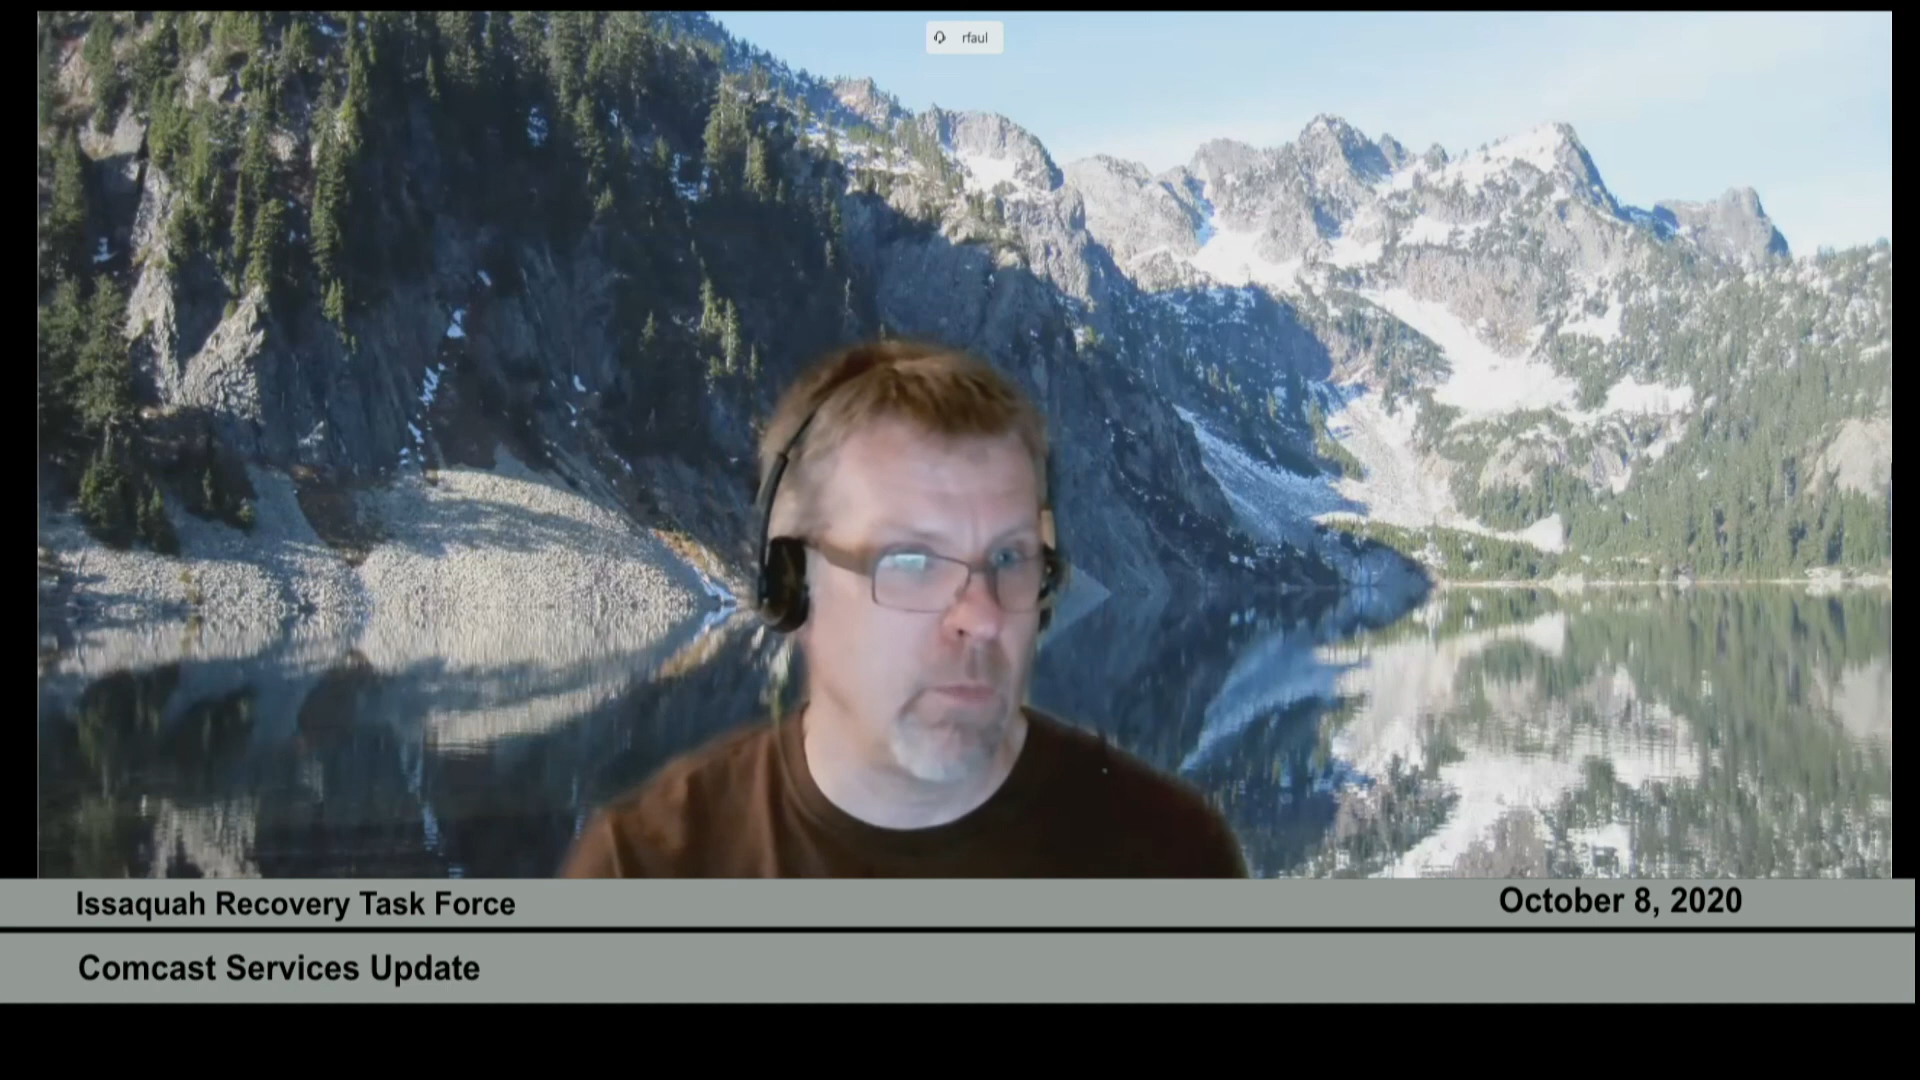 rfaul
Issaquah Recovery Task Force
October 8, 2020
Comcast Services Update